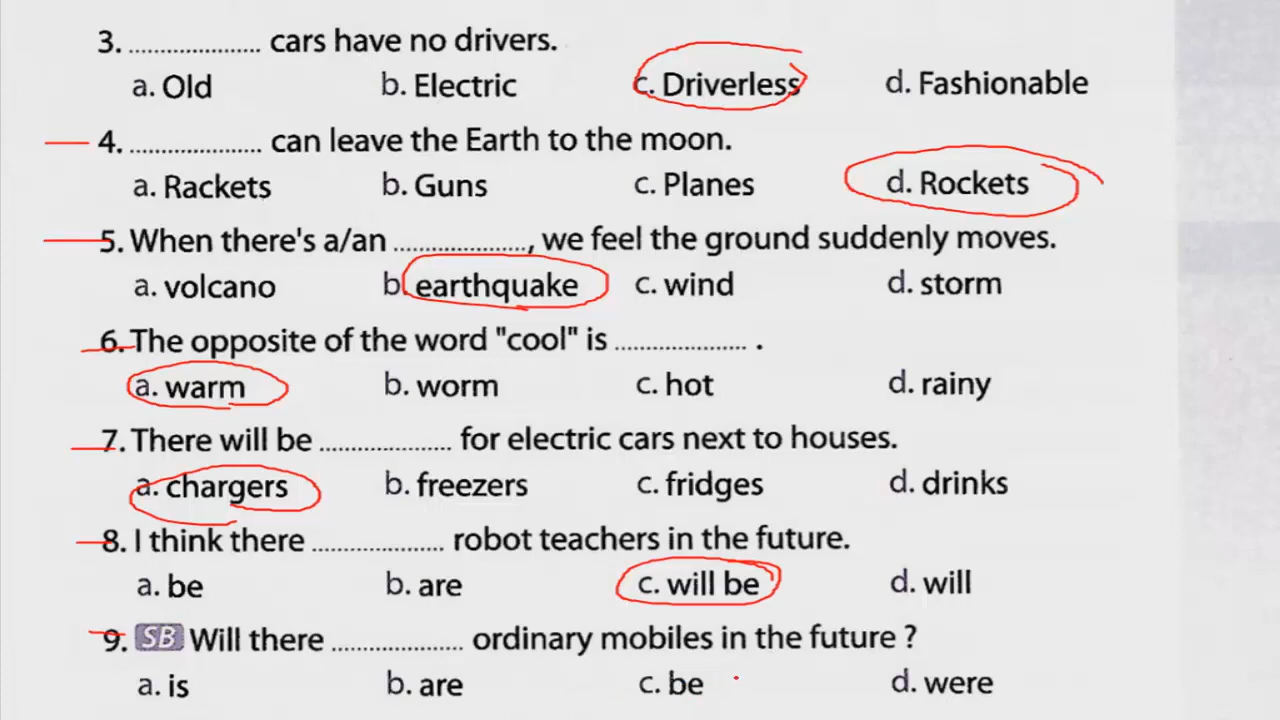 3. ..................... cars have no drivers.
a. Old b. Electric c. Driverless d. Fashionable
4. ..................... can leave the Earth to the moon.
a. Rackets b. Guns c. Planes d. Rockets
5. When there's a/an ....................., we feel the ground suddenly moves.
a. volcano b. earthquake c. wind d. storm
6. The opposite of the word "cool" is ..................... .
a. warm b. worm c. hot d. rainy
7. There will be ..................... for electric cars next to houses.
a. chargers b. freezers c. fridges d. drinks
8. I think there ..................... robot teachers in the future.
a. be b. are c. will be d. will
9. SB Will there ..................... ordinary mobiles in the future ?
a. is b. are c. be d. were